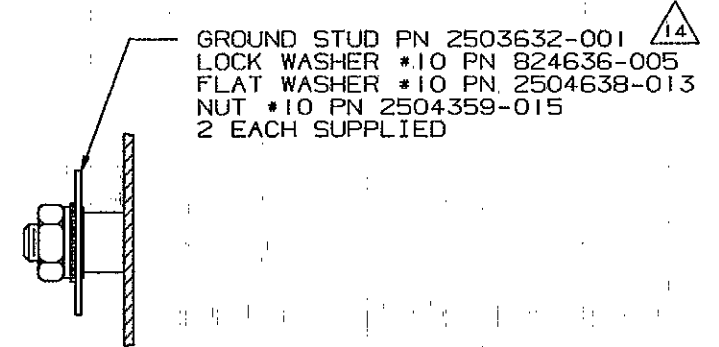 GROUND STUD PN 2503632-001 14
LOCK WASHER #10 PN 824636-005
FLAT WASHER #10 PN 2504638-013
NUT #10 PN 2504359-015
2 EACH SUPPLIED